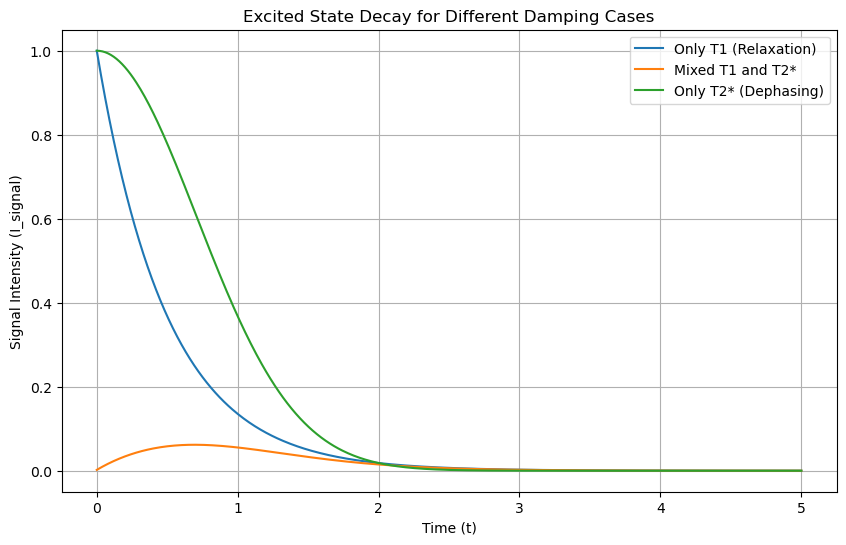 Excited State Decay for Different Damping Cases
Only T1 (Relaxation)
Mixed T1 and T2*
Only T2* (Dephasing)
Signal Intensity (I_signal)
1.0
0.8
0.6
0.4
0.2
0.0
0 1 2 3 4 5
Time (t)